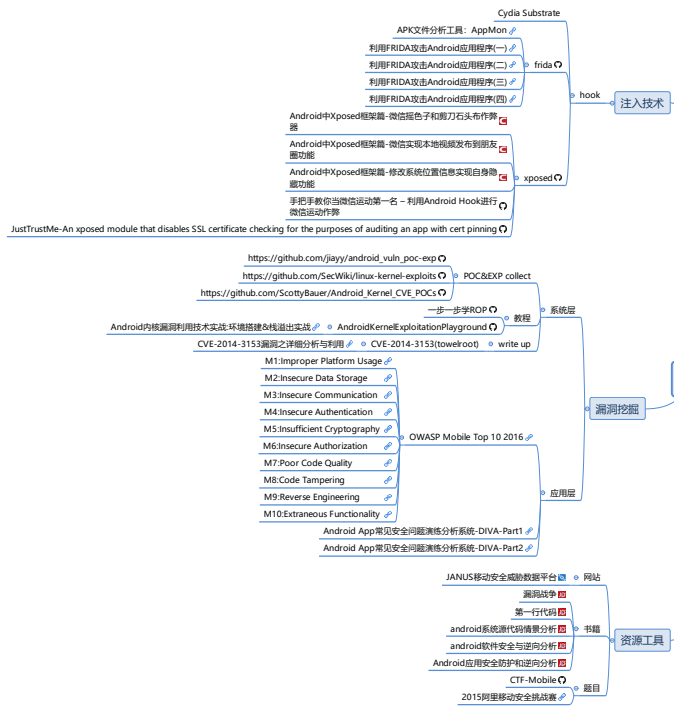 Cydia Substrate
APK文件分析工具：AppMon
利用FRIDA攻击Android应用程序(一)
利用FRIDA攻击Android应用程序(二)
利用FRIDA攻击Android应用程序(三)
利用FRIDA攻击Android应用程序(四)
frida
hook
注入技术
Android中Xposed框架篇-微信摇色子和剪刀石头布作弊
器
Android中Xposed框架篇-微信实现本地视频发布到朋友
圈功能
Android中Xposed框架篇-修改系统位置信息实现自身隐
藏功能
手把手教你当微信运动第一名 – 利用Android Hook进行
微信运动作弊
xposed
JustTrustMe-An xposed module that disables SSL certificate checking for the purposes of auditing an app with cert pinning
https://github.com/jiayy/android_vuln_poc-exp
https://github.com/SecWiki/linux-kernel-exploits
https://github.com/ScottyBauer/Android_Kernel_CVE_POCs
POC&EXP collect
一步一步学ROP
Android内核漏洞利用技术实战:环境搭建&栈溢出实战
AndroidKernelExploitationPlayground
教程
系统层
CVE-2014-3153漏洞之详细分析与利用
CVE-2014-3153(towelroot)
write up
漏洞挖掘
M1:Improper Platform Usage
M2:Insecure Data Storage
M3:Insecure Communication
M4:Insecure Authentication
M5:Insufficient Cryptography
M6:Insecure Authorization
M7:Poor Code Quality
M8:Code Tampering
M9:Reverse Engineering
M10:Extraneous Functionality
OWASP Mobile Top 10 2016
应用层
Android App常见安全问题演练分析系统-DIVA-Part1
Android App常见安全问题演练分析系统-DIVA-Part2
JANUS移动安全威胁数据平台
网站
漏洞战争
第一行代码
android系统源代码情景分析
android软件安全与逆向分析
Android应用安全防护和逆向分析
书籍
资源工具
CTF-Mobile
2015阿里移动安全挑战赛
题目